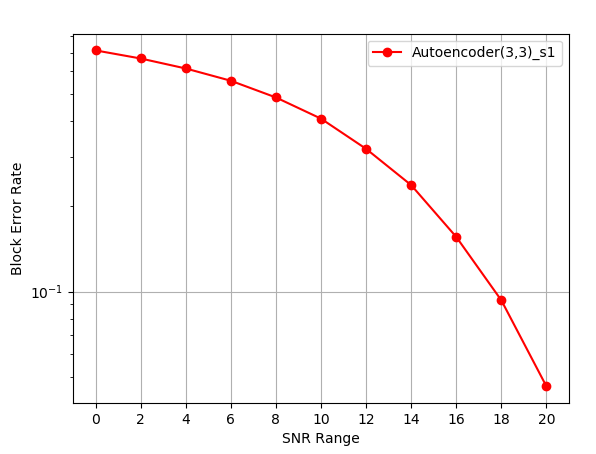 Autoencoder(3,3)_s1
Block Error Rate
10⁻¹
0 2 4 6 8 10 12 14 16 18 20
SNR Range